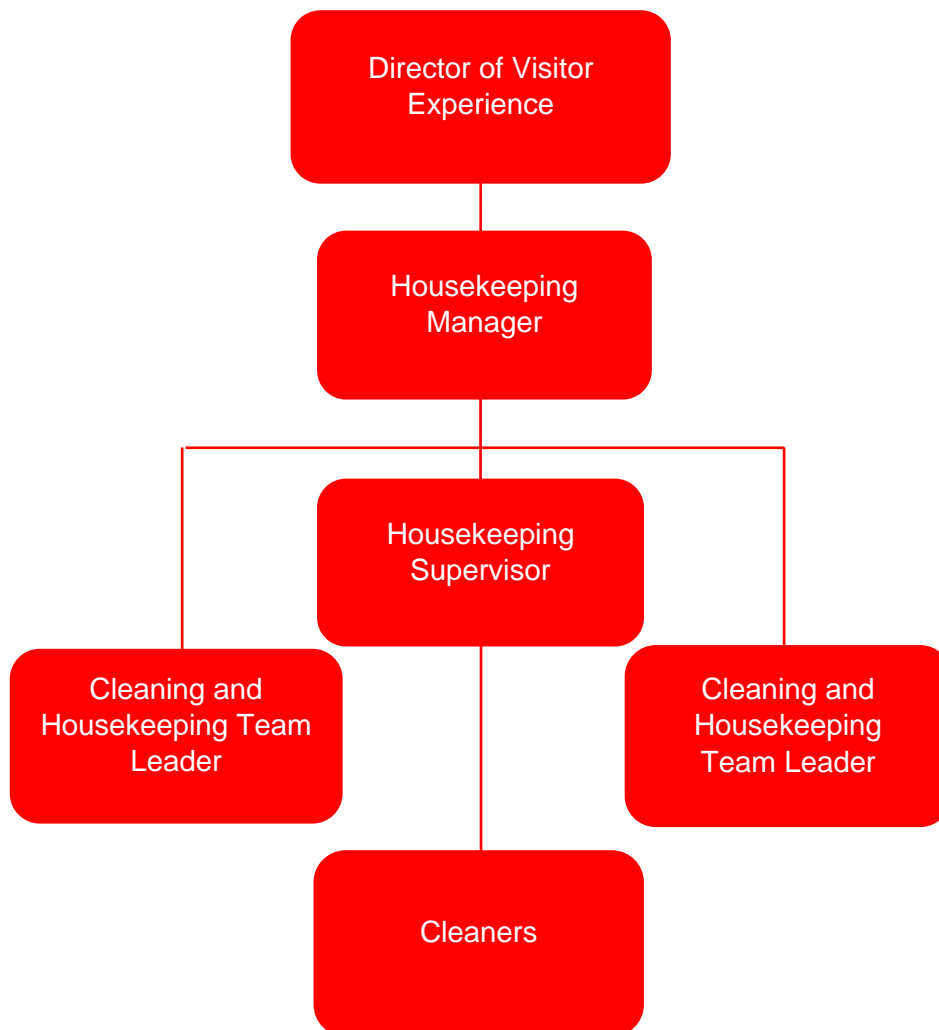 Director of Visitor
Experience
Housekeeping
Manager
Housekeeping
Supervisor
Cleaning and
Housekeeping Team
Leader
Cleaning and
Housekeeping
Team Leader
Cleaners